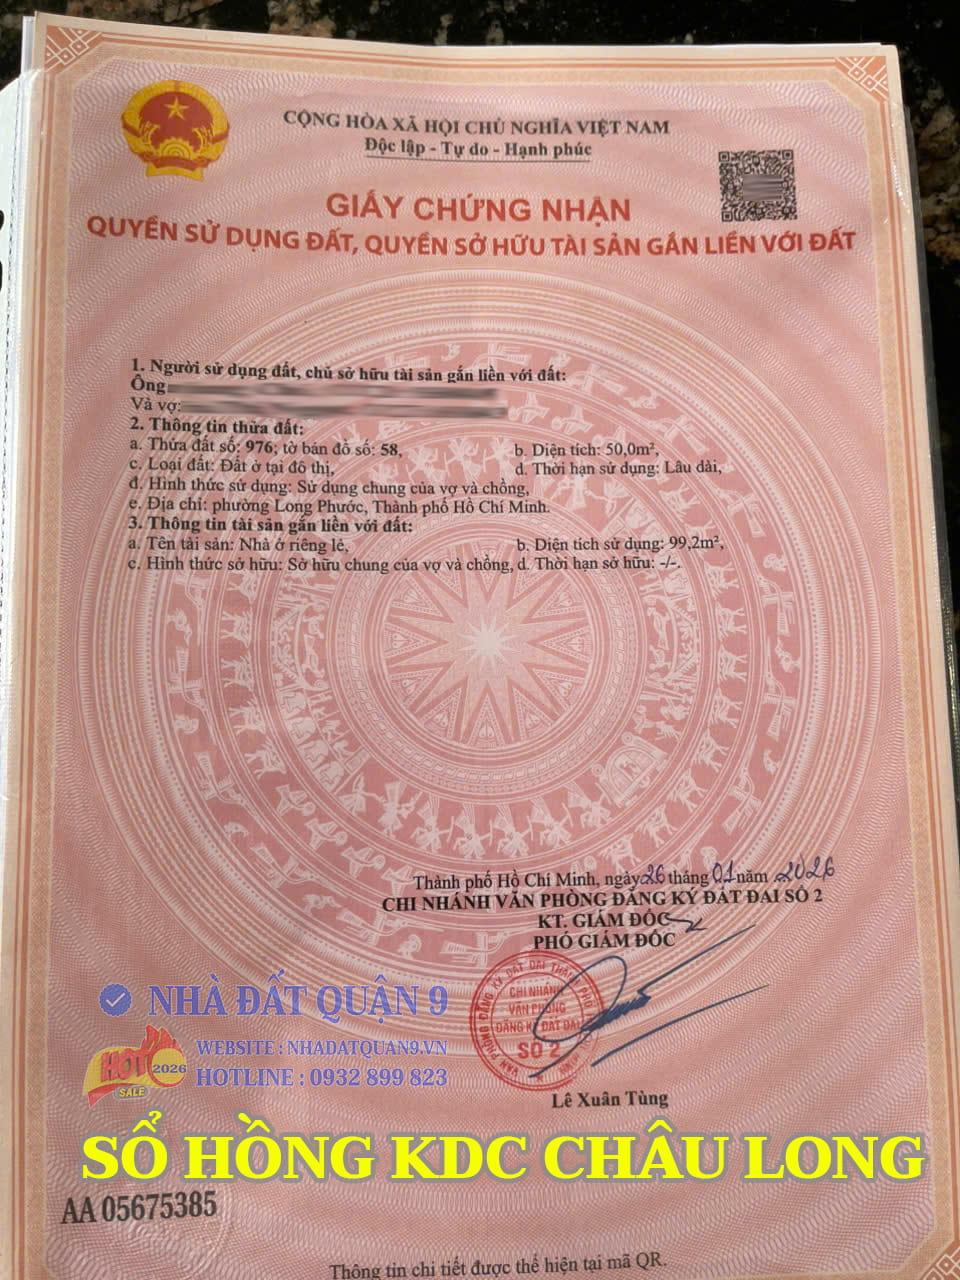 CỘNG HÒA XÃ HỘI CHỦ NGHĨA VIỆT NAM
Độc lập - Tự do - Hạnh phúc
GIẤY CHỨNG NHẬN
QUYỀN SỬ DỤNG ĐẤT, QUYỀN SỞ HỮU TÀI SẢN GẮN LIỀN VỚI ĐẤT
1. Người sử dụng đất, chủ sở hữu tài sản gắn liền với đất:
Ông
Và vợ:
2. Thông tin thửa đất:
a. Thửa đất số: 976; tờ bản đồ số: 58, b. Diện tích: 50,0m²,
c. Loại đất: Đất ở tại đô thị, d. Thời hạn sử dụng: Lâu dài,
đ. Hình thức sử dụng: Sử dụng chung của vợ và chồng,
e. Địa chỉ: phường Long Phước, Thành phố Hồ Chí Minh.
3. Thông tin tài sản gắn liền với đất:
a. Tên tài sản: Nhà ở riêng lẻ, b. Diện tích sử dụng: 99,2m²,
c. Hình thức sở hữu: Sở hữu chung của vợ và chồng, d. Thời hạn sở hữu: -/-.
Thành phố Hồ Chí Minh, ngày 26 tháng 01 năm 2026
CHI NHÁNH VĂN PHÒNG ĐĂNG KÝ ĐẤT ĐAI SỐ 2
KT. GIÁM ĐỐC
PHÓ GIÁM ĐỐC
CHI NHÁNH
VĂN PHÒNG
ĐĂNG KÝ ĐẤT ĐAI
SỐ 2
Lê Xuân Tùng
NHÀ ĐẤT QUẬN 9
HOT 2026
SALE
WEBSITE : NHADATQUAN9.VN
HOTLINE : 0932 899 823
SỔ HỒNG KDC CHÂU LONG
AA 05675385
Thông tin chi tiết được thể hiện tại mã QR.